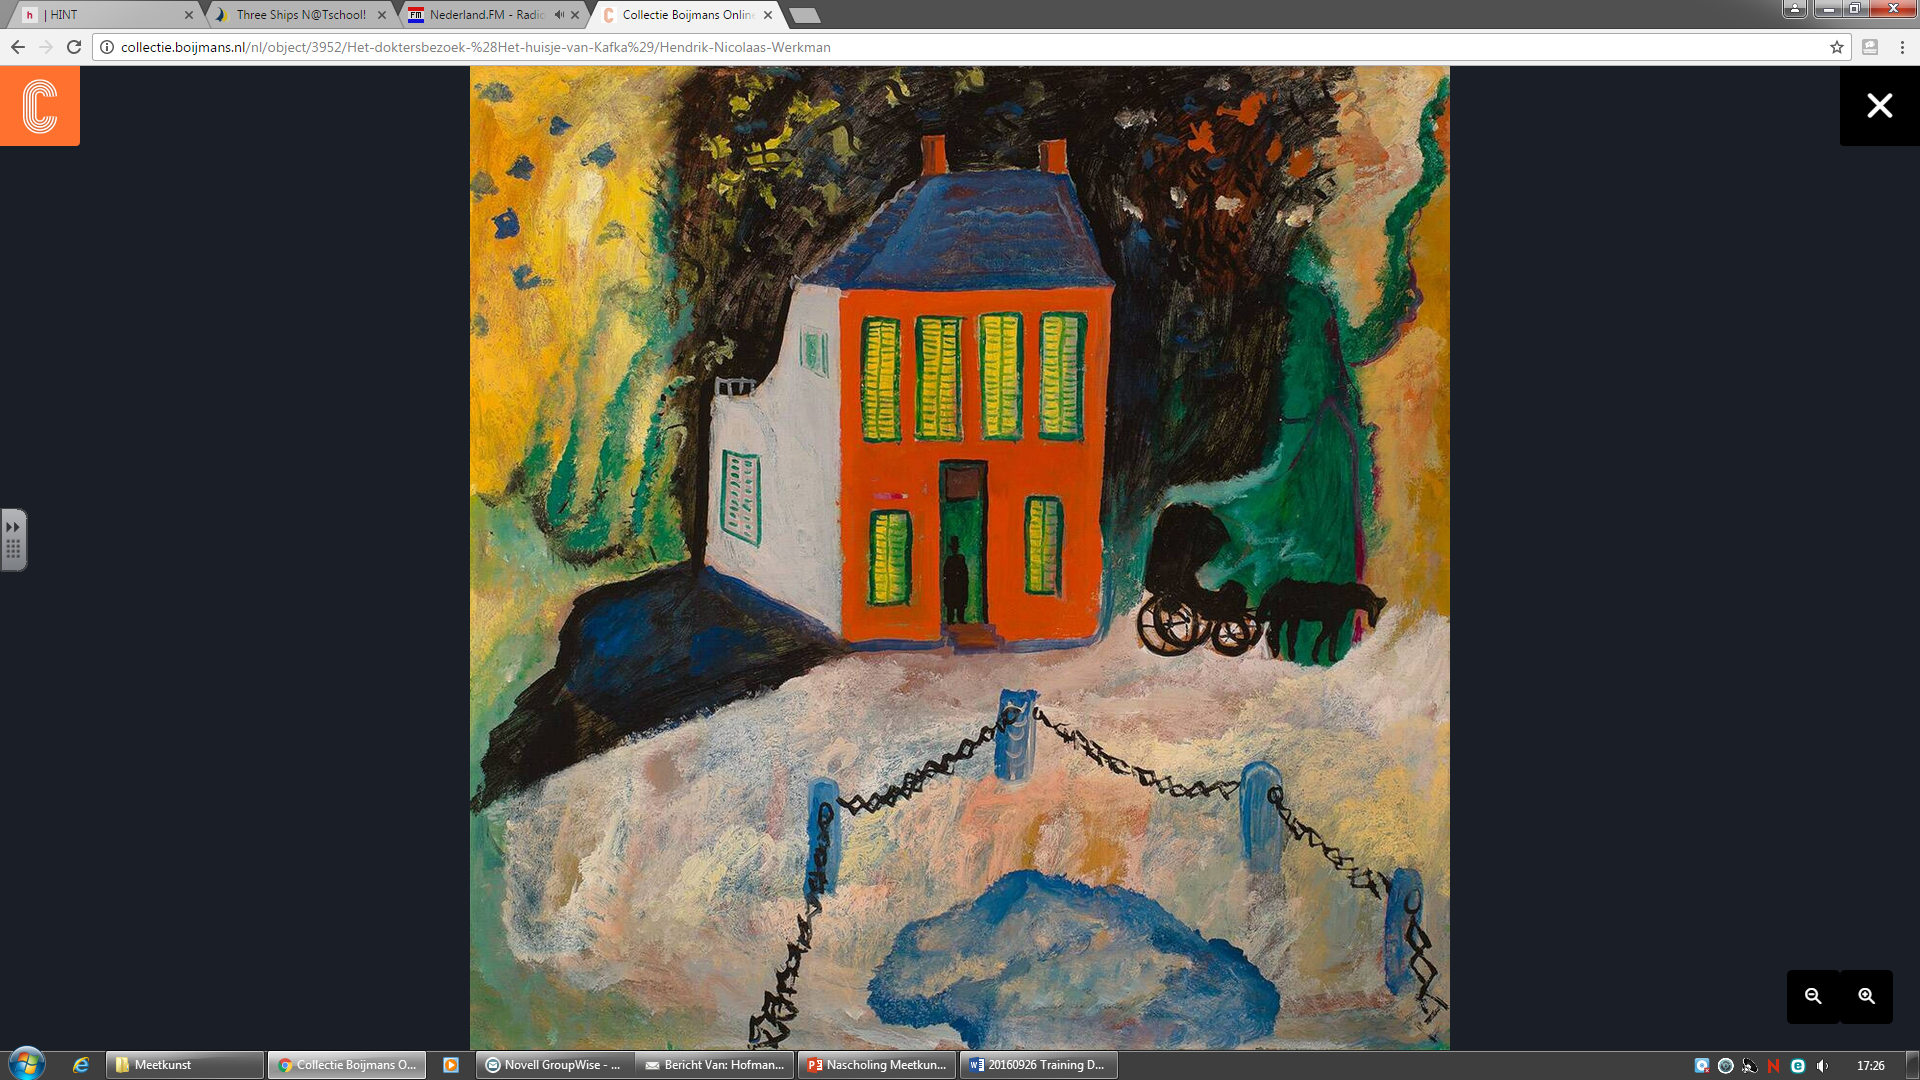 | HINT
Three Ships N@Tschool!
Nederland.FM - Radio
Collectie Boijmans Onlin
collectie.boijmans.nl/nl/object/3952/Het-doktersbezoek-%28Het-huisje-van-Kafka%29/Hendrik-Nicolaas-Werkman
Meetkunst
Collectie Boijmans O...
Novell GroupWise - ...
Bericht Van: Hofman...
Nascholing Meetkun...
20160926 Training D...
17:26